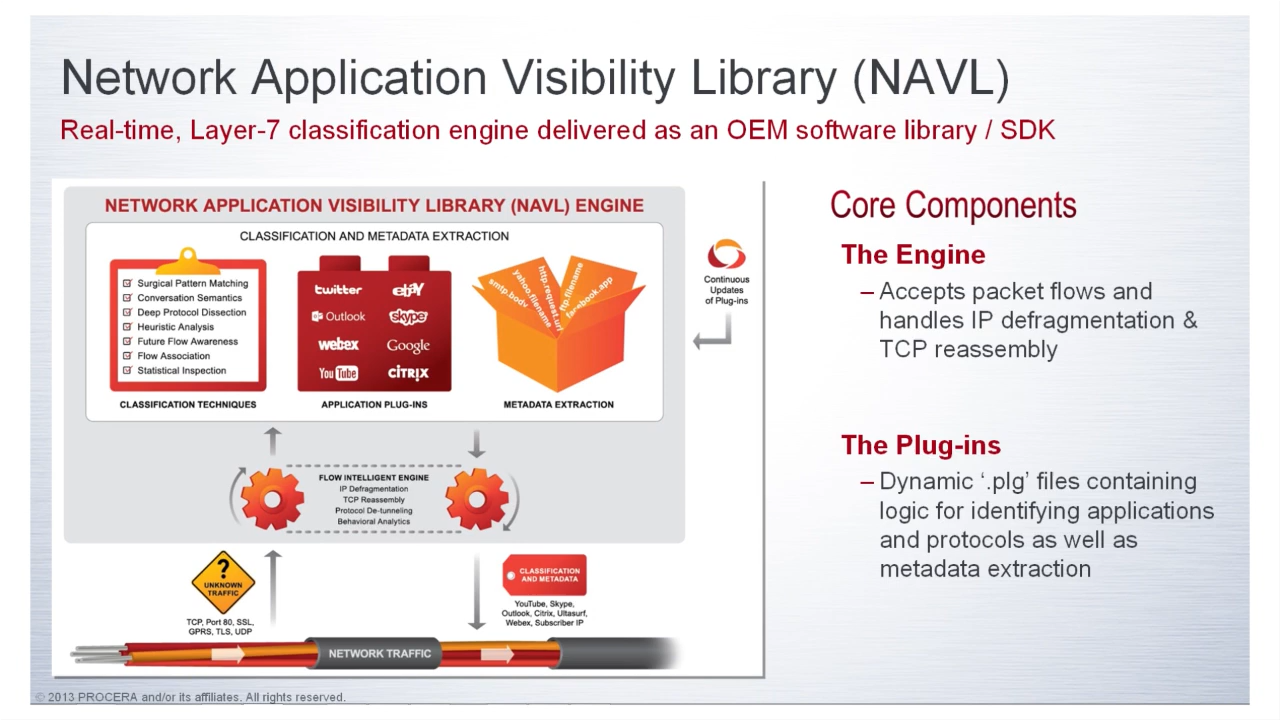 Network Application Visibility Library (NAVL)
Real-time, Layer-7 classification engine delivered as an OEM software library / SDK
NETWORK APPLICATION VISIBILITY LIBRARY (NAVL) ENGINE
CLASSIFICATION AND METADATA EXTRACTION
Surgical Pattern Matching
Conversation Semantics
Deep Protocol Dissection
Heuristic Analysis
Future Flow Awareness
Flow Association
Statistical Inspection
CLASSIFICATION TECHNIQUES
twitter
ebay
Outlook
skype
webex
Google
YouTube
CITRIX
APPLICATION PLUG-INS
smtp.body
yahoo.filename
http.request.url
ftp.filename
facebook.app
METADATA EXTRACTION
Continuous
Updates
of Plug-ins
FLOW INTELLIGENT ENGINE
IP Defragmentation
TCP Reassembly
Protocol De-tunneling
Behavioral Analytics
?
UNKNOWN
TRAFFIC
TCP, Port 80, SSL,
GPRS, TLS, UDP
CLASSIFICATION
AND METADATA
YouTube, Skype,
Outlook, Citrix, Ultasurf,
Webex, Subscriber IP
NETWORK TRAFFIC
Core Components
The Engine
– Accepts packet flows and
handles IP defragmentation &
TCP reassembly
The Plug-ins
– Dynamic ‘.plg’ files containing
logic for identifying applications
and protocols as well as
metadata extraction
© 2013 PROCERA and/or its affiliates. All rights reserved.